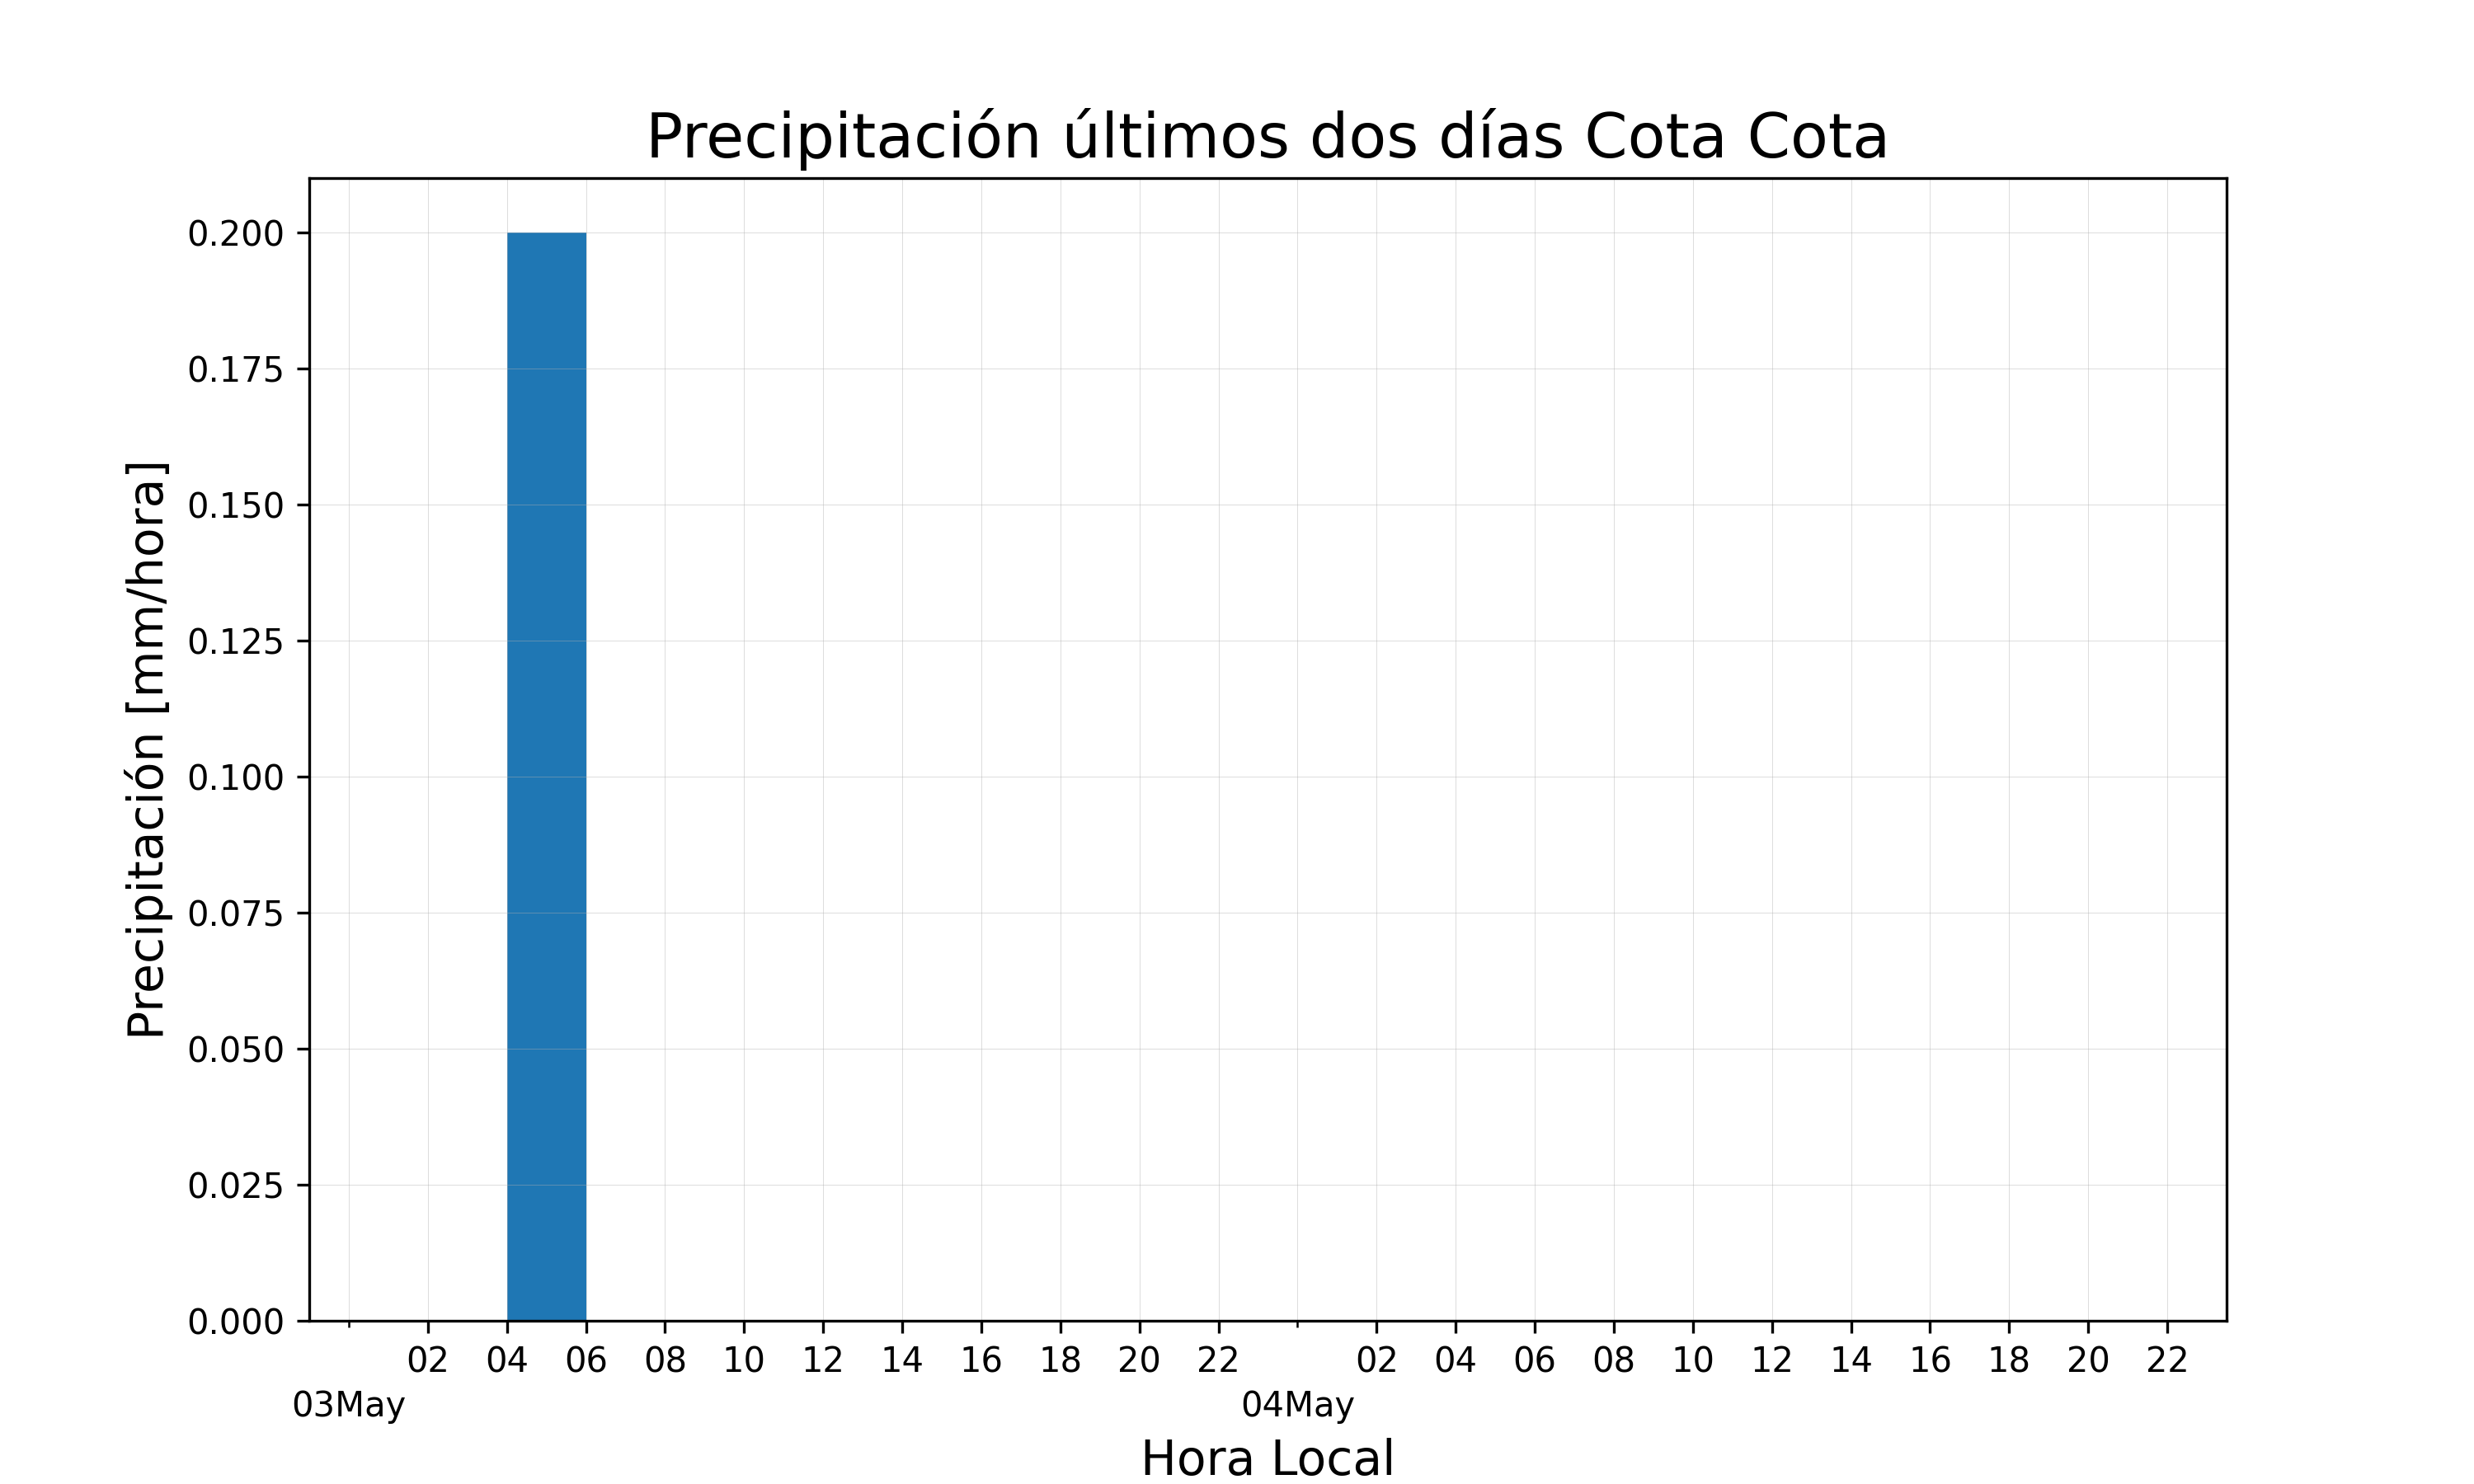 Precipitación últimos dos días Cota Cota
Precipitación [mm/hora]
0.200
0.175
0.150
0.125
0.100
0.075
0.050
0.025
0.000
02 04 06 08 10 12 14 16 18 20 22 02 04 06 08 10 12 14 16 18 20 22
03May 04May
Hora Local